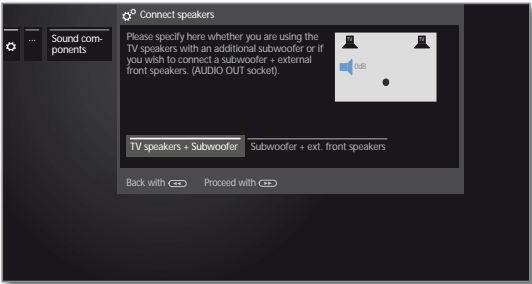 Connect speakers
...
Sound com-
ponents
Please specify here whether you are using the
TV speakers with an additional subwoofer or if
you wish to connect a subwoofer + external
front speakers. (AUDIO OUT socket).
TV TV
0dB
TV speakers + Subwoofer Subwoofer + ext. front speakers
Back with Proceed with